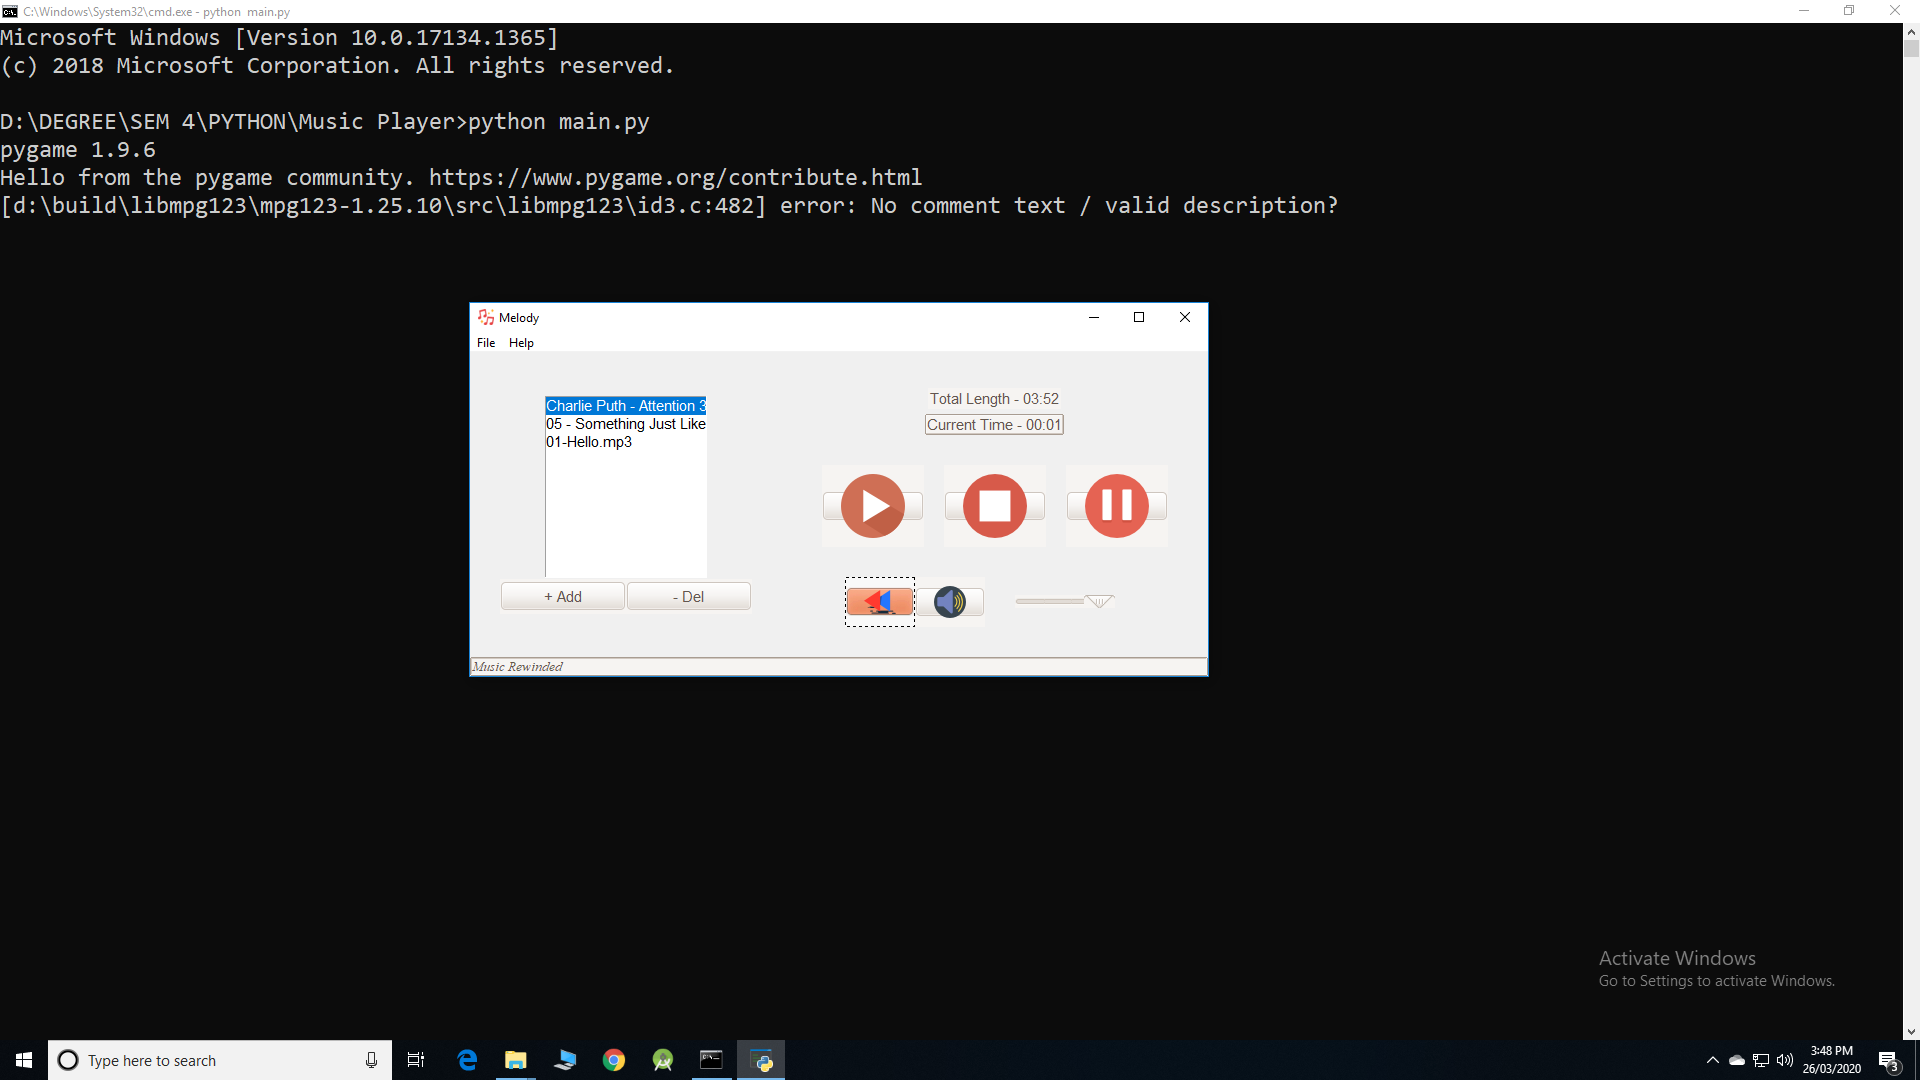 C:\Windows\System32\cmd.exe - python  main.py
Microsoft Windows [Version 10.0.17134.1365]
(c) 2018 Microsoft Corporation. All rights reserved.
D:\DEGREE\SEM 4\PYTHON\Music Player>python main.py
pygame 1.9.6
Hello from the pygame community. https://www.pygame.org/contribute.html
[d:\build\libmpg123\mpg123-1.25.10\src\libmpg123\id3.c:482] error: No comment text / valid description?
Melody
File Help
Charlie Puth - Attention 3
05 - Something Just Like
01-Hello.mp3
+ Add
- Del
Total Length - 03:52
Current Time - 00:01
Music Rewinded
Activate Windows
Go to Settings to activate Windows.
Type here to search
3:48 PM
26/03/2020
3